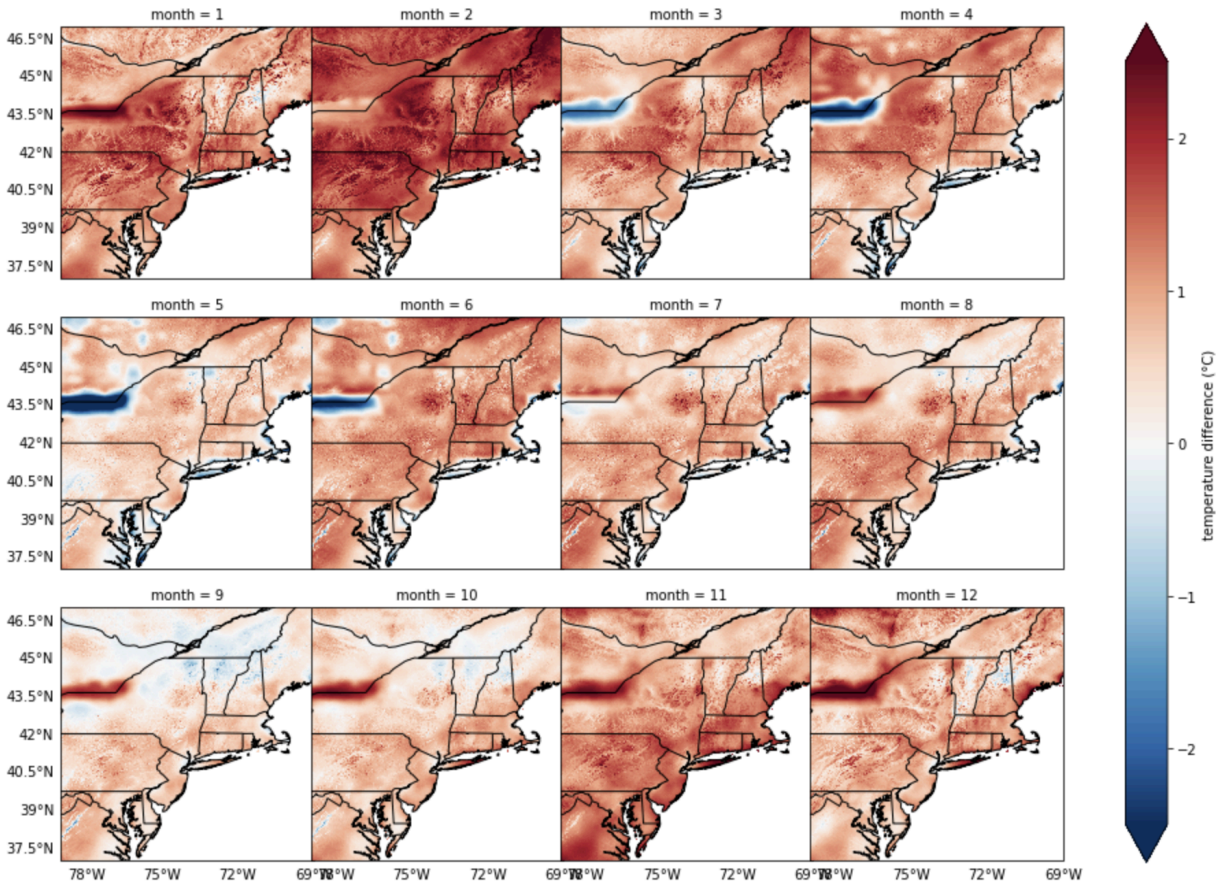 month = 1
month = 2
month = 3
month = 4
46.5°N
45°N
43.5°N
42°N
40.5°N
39°N
37.5°N
month = 5
month = 6
month = 7
month = 8
46.5°N
45°N
43.5°N
42°N
40.5°N
39°N
37.5°N
month = 9
month = 10
month = 11
month = 12
46.5°N
45°N
43.5°N
42°N
40.5°N
39°N
37.5°N
78°W 75°W 72°W 69°W 75°W 72°W 69°W 78°W 75°W 72°W 69°W 75°W 72°W 69°W
2
1
0
−1
−2
temperature difference (°C)